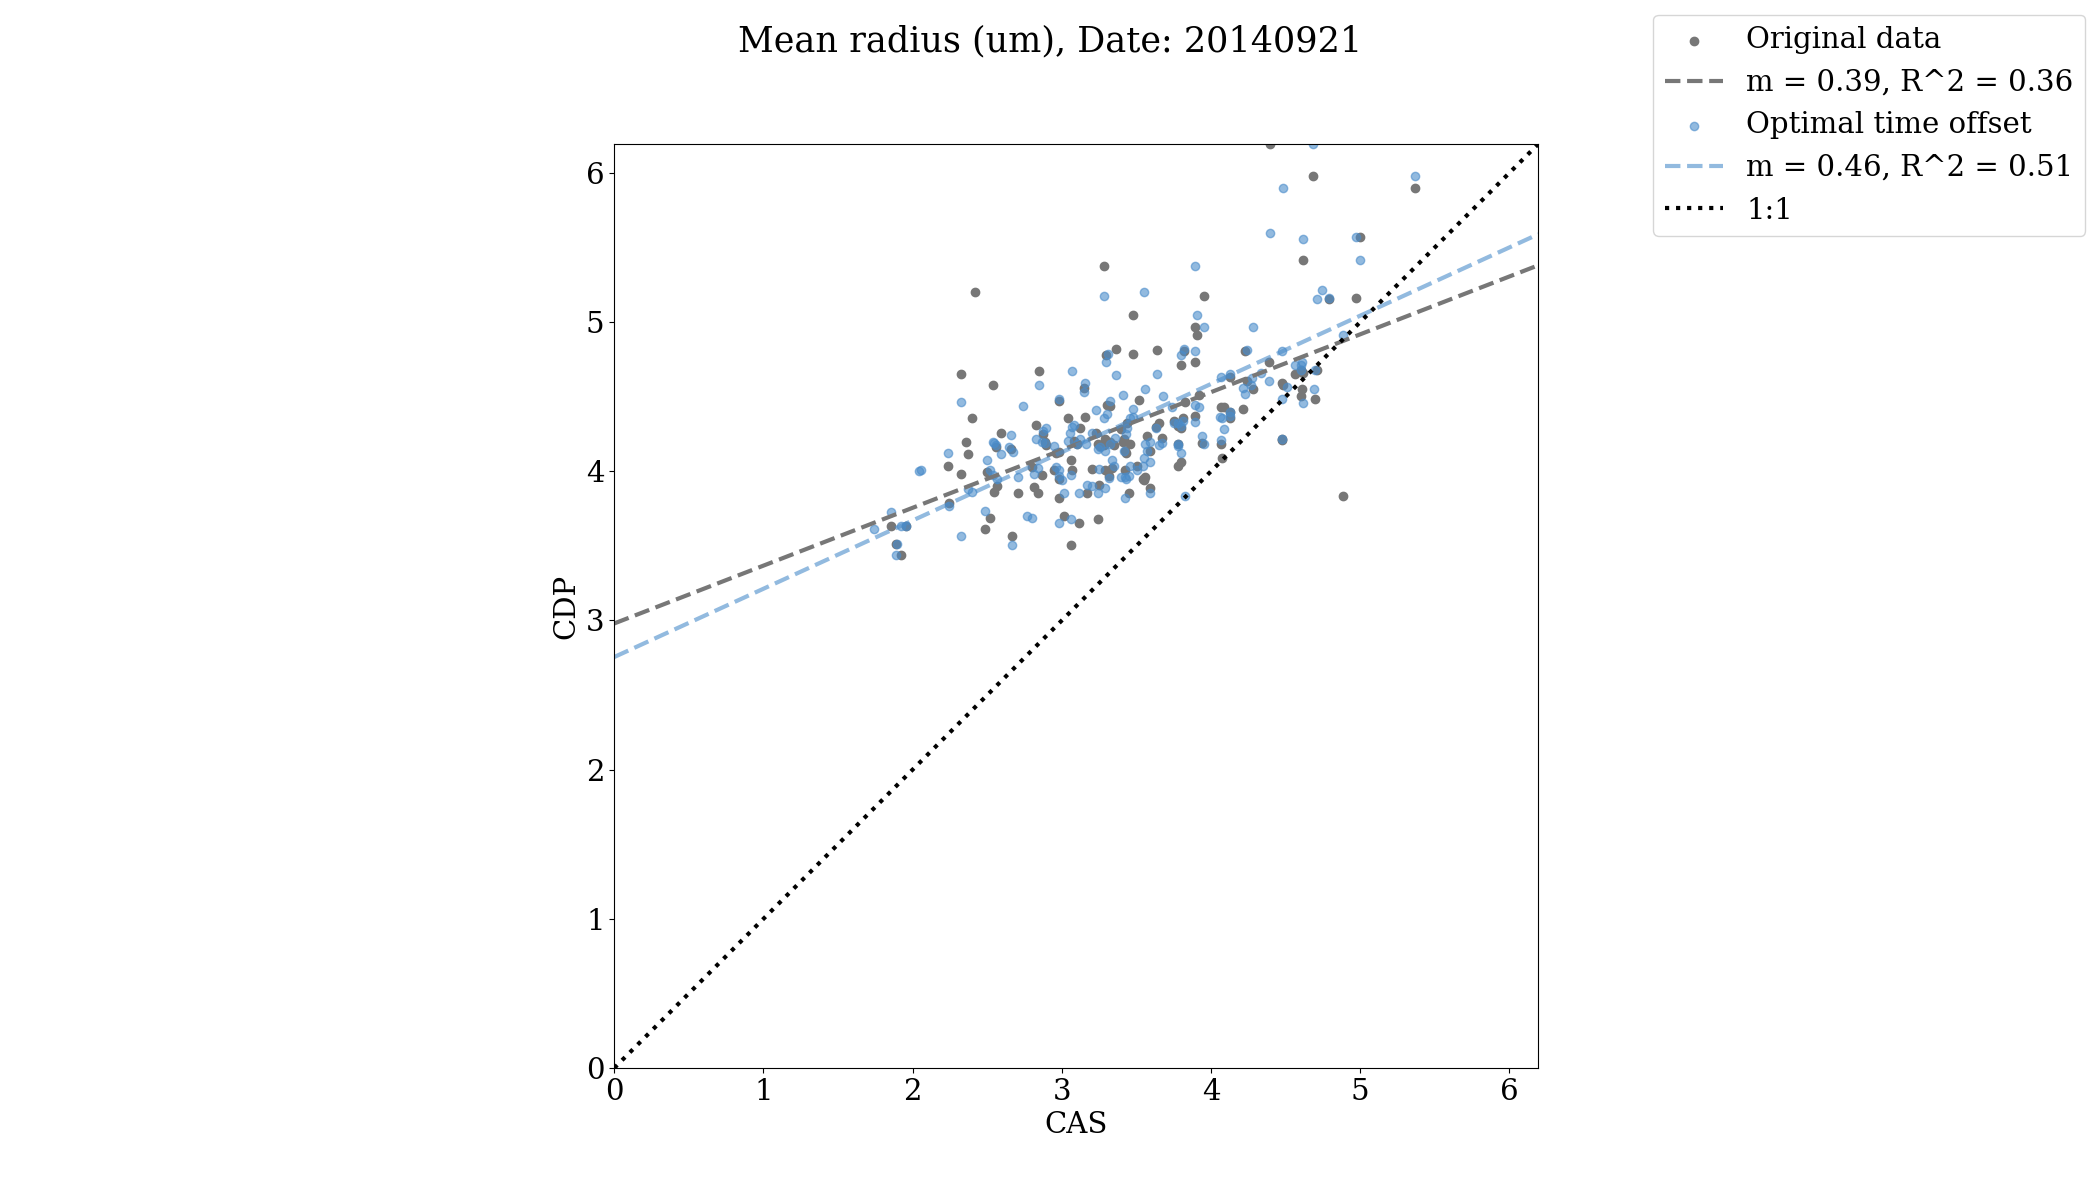 Mean radius (um), Date: 20140921
Original data
m = 0.39, R^2 = 0.36
Optimal time offset
m = 0.46, R^2 = 0.51
1:1
6
5
4
3
2
1
0
CDP
0 1 2 3 4 5 6
CAS